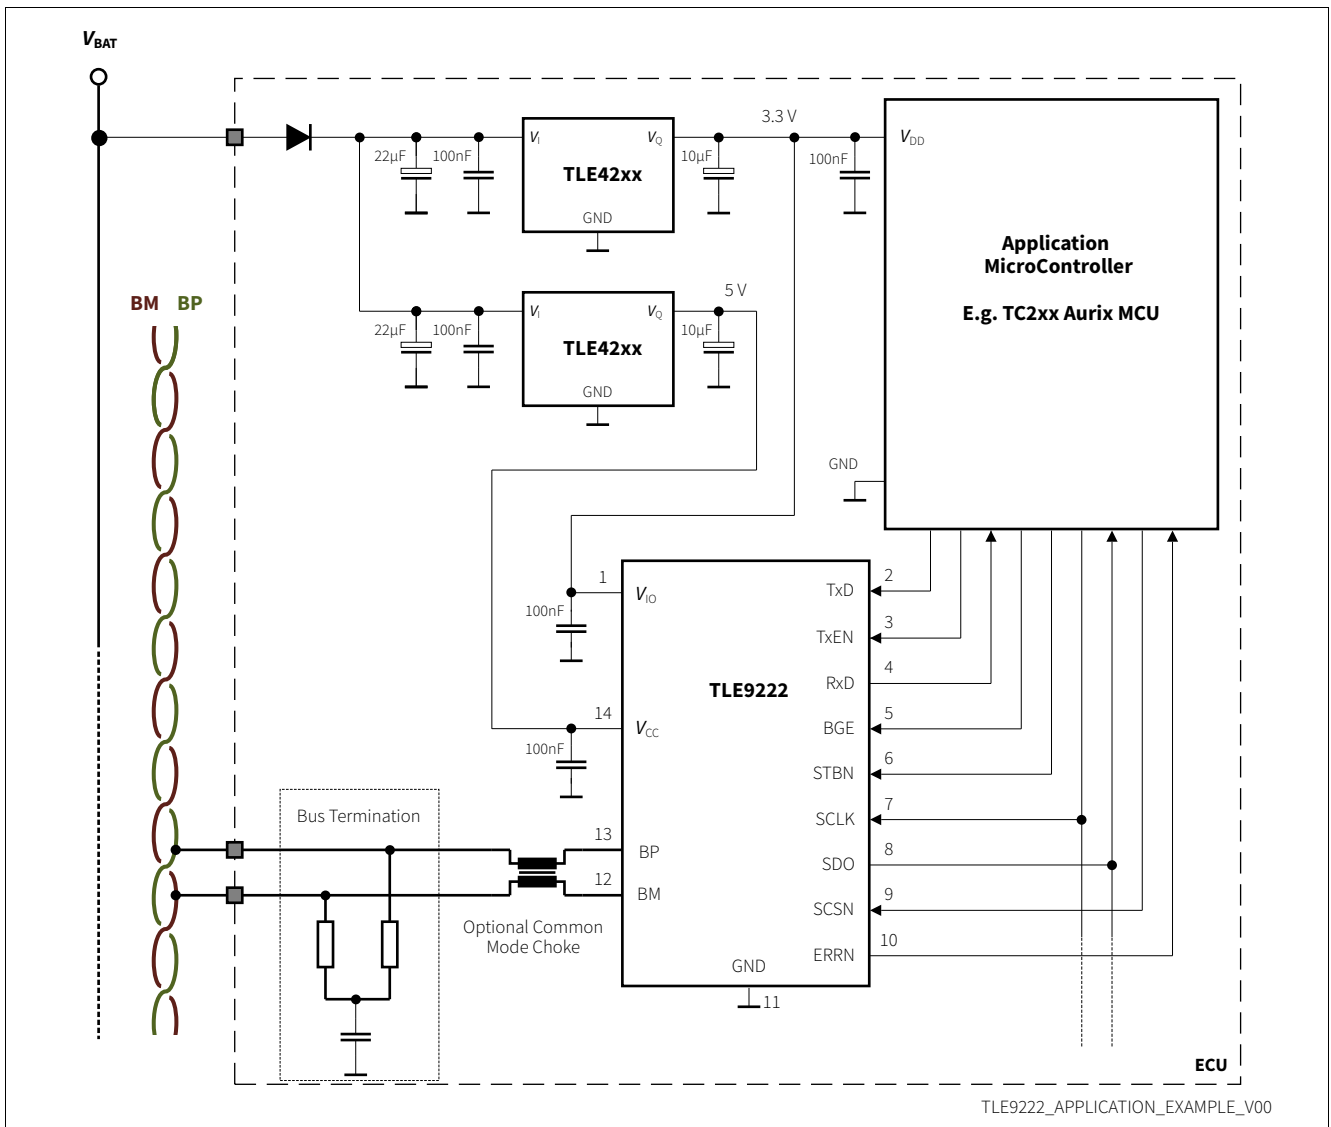 VBAT
3.3 V
VI
VQ
VDD
22µF
100nF
TLE42xx
10µF
100nF
GND
Application
MicroController
E.g. TC2xx Aurix MCU
BM
BP
5 V
VI
VQ
22µF
100nF
TLE42xx
10µF
GND
GND
1
VIO
100nF
TLE9222
14
VCC
100nF
TxD
2
TxEN
3
RxD
4
BGE
5
STBN
6
SCLK
7
SDO
8
SCSN
9
ERRN
10
Bus Termination
13
BP
12
BM
Optional Common
Mode Choke
GND
11
ECU
TLE9222_APPLICATION_EXAMPLE_V00